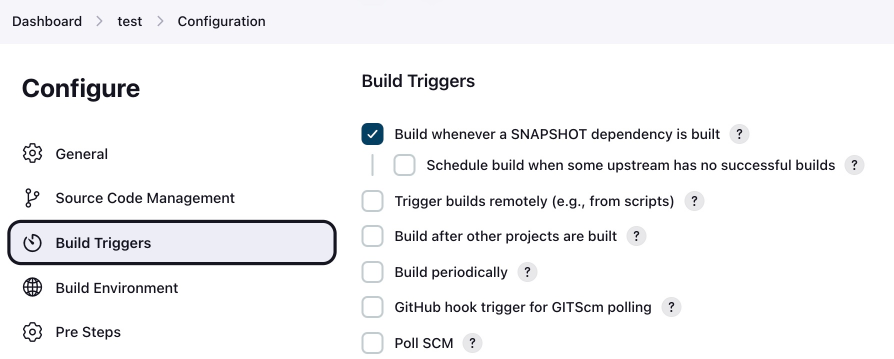 Dashboard > test > Configuration
Configure
General
Source Code Management
Build Triggers
Build Environment
Pre Steps
Build Triggers
Build whenever a SNAPSHOT dependency is built ?
Schedule build when some upstream has no successful builds ?
Trigger builds remotely (e.g., from scripts) ?
Build after other projects are built ?
Build periodically ?
GitHub hook trigger for GITScm polling ?
Poll SCM ?